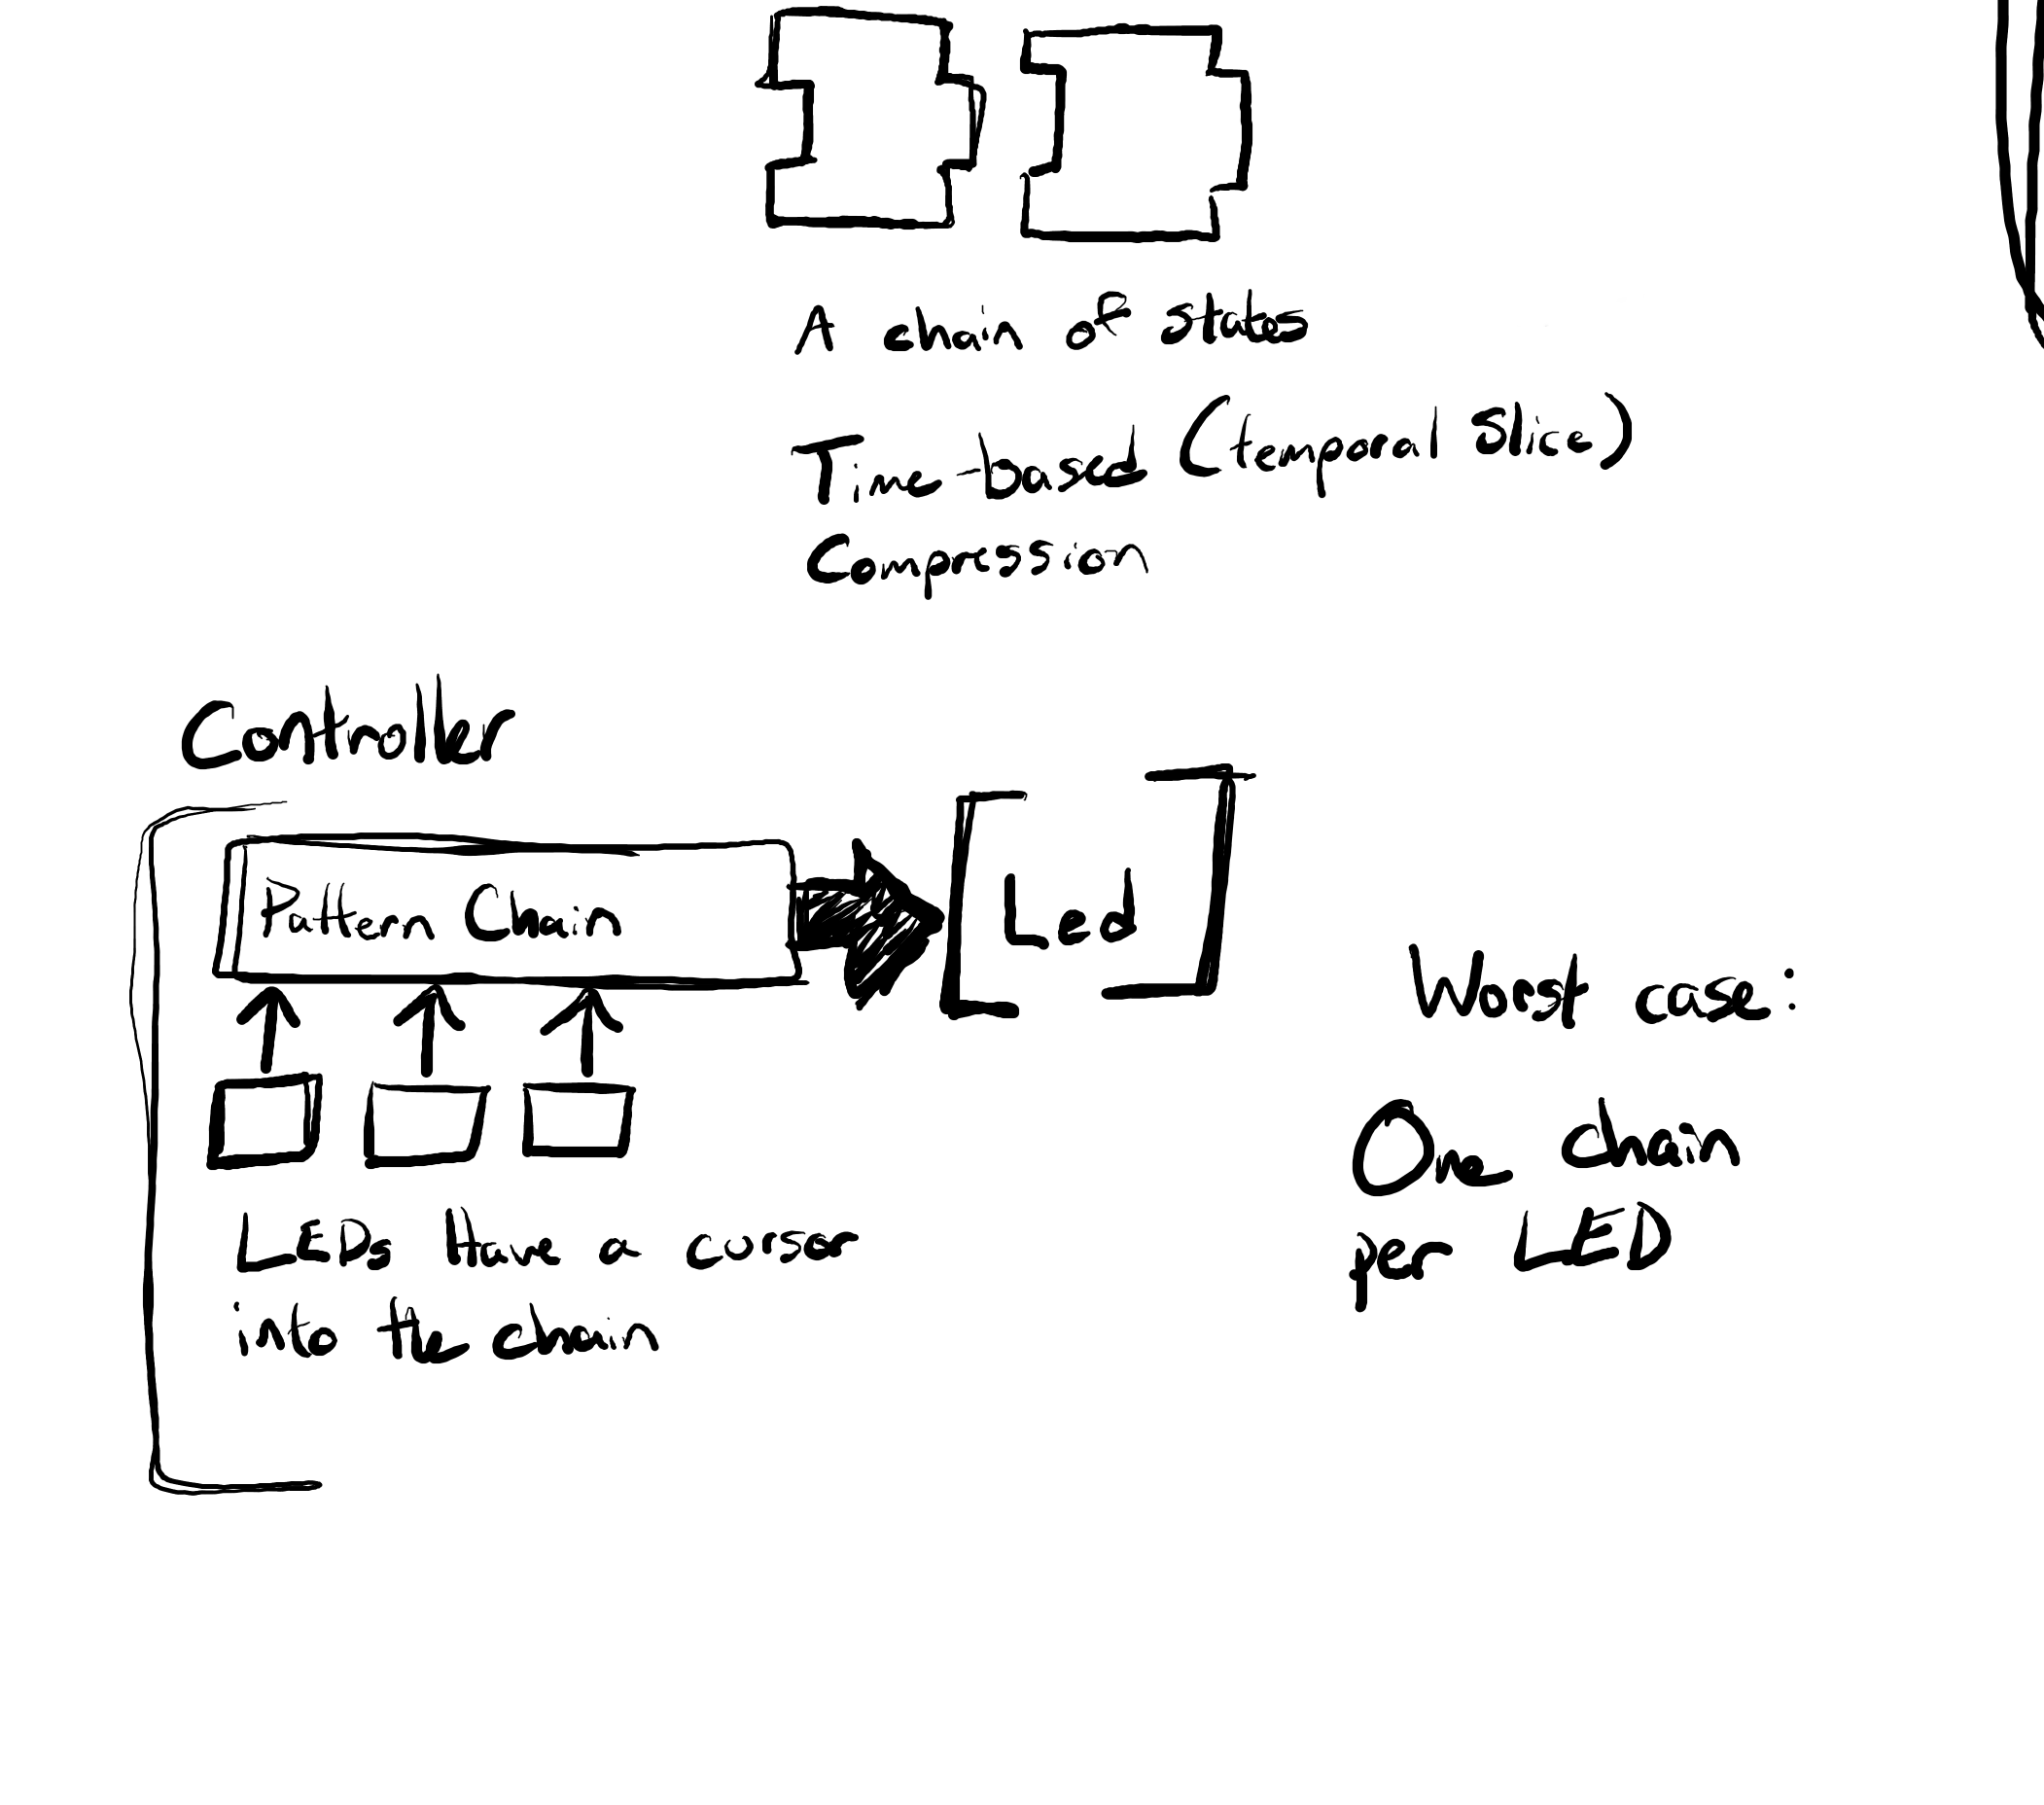 A chain of states
Time-based (temporal slice)
Compression
Controller
Pattern Chain
Led
Worst case:
One chain
per LED
LEDs Have a cursor
into the chain